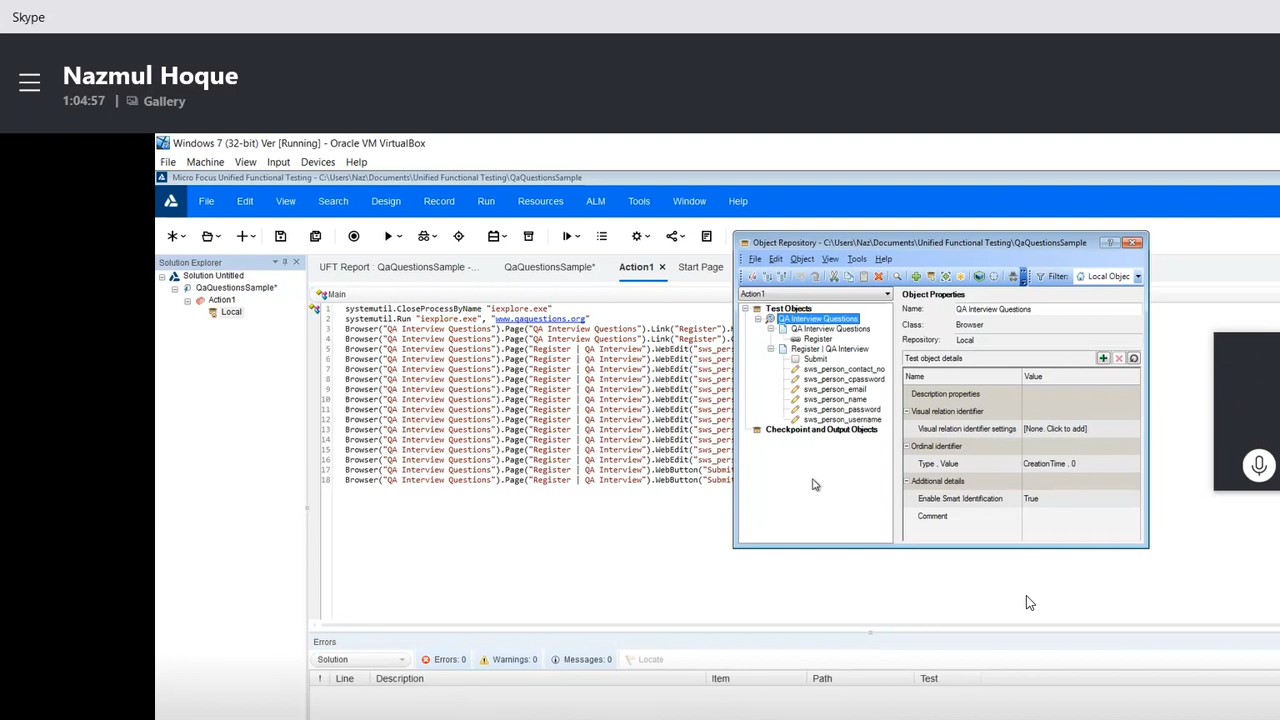 Skype
Nazmul Hoque
1:04:57 | Gallery
Windows 7 (32-bit) Ver [Running] - Oracle VM VirtualBox
File Machine View Input Devices Help
Micro Focus Unified Functional Testing - C:\Users\Naz\Documents\Unified Functional Testing\QaQuestionsSample
File Edit View Search Design Record Run Resources ALM Tools Window Help
Solution Explorer
Solution Untitled
QaQuestionsSample*
Action1
Local
UFT Report : QaQuestionsSample -... QaQuestionsSample* Action1 Start Page
Main
1 systemutil.CloseProcessByName "iexplore.exe"
2 systemutil.Run "iexplore.exe", "www.qaquestions.org"
3 Browser("QA Interview Questions").Page("QA Interview Questions").Link("Register").
4 Browser("QA Interview Questions").Page("QA Interview Questions").Link("Register").
5 Browser("QA Interview Questions").Page("Register | QA Interview").WebEdit("sws_per
6 Browser("QA Interview Questions").Page("Register | QA Interview").WebEdit("sws_per
7 Browser("QA Interview Questions").Page("Register | QA Interview").WebEdit("sws_per
8 Browser("QA Interview Questions").Page("Register | QA Interview").WebEdit("sws_per
9 Browser("QA Interview Questions").Page("Register | QA Interview").WebEdit("sws_per
10 Browser("QA Interview Questions").Page("Register | QA Interview").WebEdit("sws_per
11 Browser("QA Interview Questions").Page("Register | QA Interview").WebEdit("sws_per
12 Browser("QA Interview Questions").Page("Register | QA Interview").WebEdit("sws_per
13 Browser("QA Interview Questions").Page("Register | QA Interview").WebEdit("sws_per
14 Browser("QA Interview Questions").Page("Register | QA Interview").WebEdit("sws_per
15 Browser("QA Interview Questions").Page("Register | QA Interview").WebEdit("sws_per
16 Browser("QA Interview Questions").Page("Register | QA Interview").WebEdit("sws_per
17 Browser("QA Interview Questions").Page("Register | QA Interview").WebButton("Submi
18 Browser("QA Interview Questions").Page("Register | QA Interview").WebButton("Submi
Object Repository - C:\Users\Naz\Documents\Unified Functional Testing\QaQuestionsSample
File Edit Object View Tools Help
Filter: Local Objec
Action1
Test Objects
QA Interview Questions
QA Interview Questions
Register
Register | QA Interview
Submit
sws_person_contact_no
sws_person_cpassword
sws_person_email
sws_person_name
sws_person_password
sws_person_username
Checkpoint and Output Objects
Object Properties
Name: QA Interview Questions
Class: Browser
Repository: Local
Test object details
Name Value
Description properties
Visual relation identifier
Visual relation identifier settings [None. Click to add]
Ordinal identifier
Type , Value CreationTime , 0
Additional details
Enable Smart Identification True
Comment
Errors
Solution Errors: 0 Warnings: 0 Messages: 0 Locate
! Line Description Item Path Test